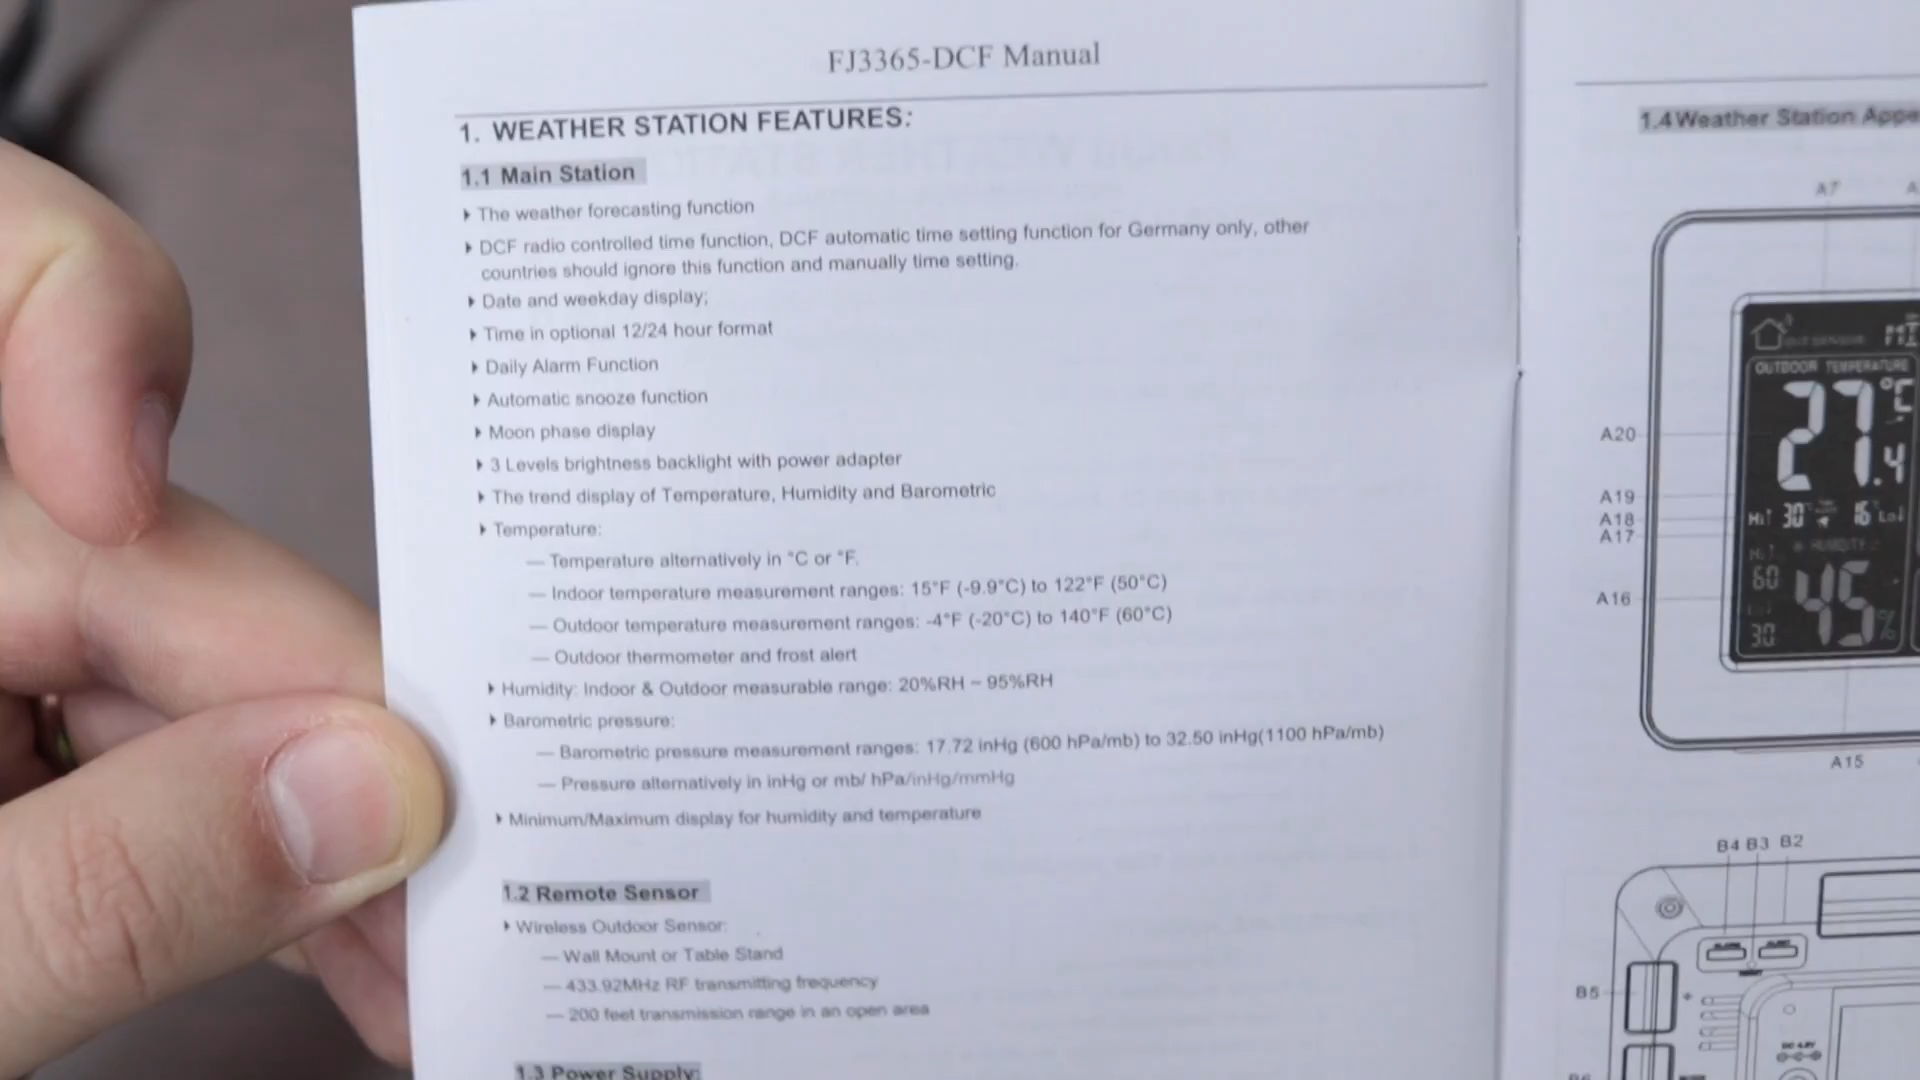 FJ3365-DCF Manual
1. WEATHER STATION FEATURES:
1.1 Main Station
The weather forecasting function
DCF radio controlled time function, DCF automatic time setting function for Germany only, other
countries should ignore this function and manually time setting.
Date and weekday display;
Time in optional 12/24 hour format
Daily Alarm Function
Automatic snooze function
Moon phase display
3 Levels brightness backlight with power adapter
The trend display of Temperature, Humidity and Barometric
Temperature:
— Temperature alternatively in °C or °F.
— Indoor temperature measurement ranges: 15°F (-9.9°C) to 122°F (50°C)
— Outdoor temperature measurement ranges: -4°F (-20°C) to 140°F (60°C)
— Outdoor thermometer and frost alert
Humidity: Indoor & Outdoor measurable range: 20%RH ~ 95%RH
Barometric pressure:
— Barometric pressure measurement ranges: 17.72 inHg (600 hPa/mb) to 32.50 inHg(1100 hPa/mb)
— Pressure alternatively in inHg or mb/ hPa/inHg/mmHg
Minimum/Maximum display for humidity and temperature
1.2 Remote Sensor
Wireless Outdoor Sensor:
— Wall Mount or Table Stand
— 433.92MHz RF transmitting frequency
— 200 feet transmission range in an open area
1.3 Power Supply:
1.4 Weather Station Appe
A7
OUTDOOR TEMPERATURE
27.4 °C
A20
A19
A18
A17
Hi 30 16 Lo
HUMIDITY
Hi
60
45%
30
A16
A15
B4 B3 B2
B5